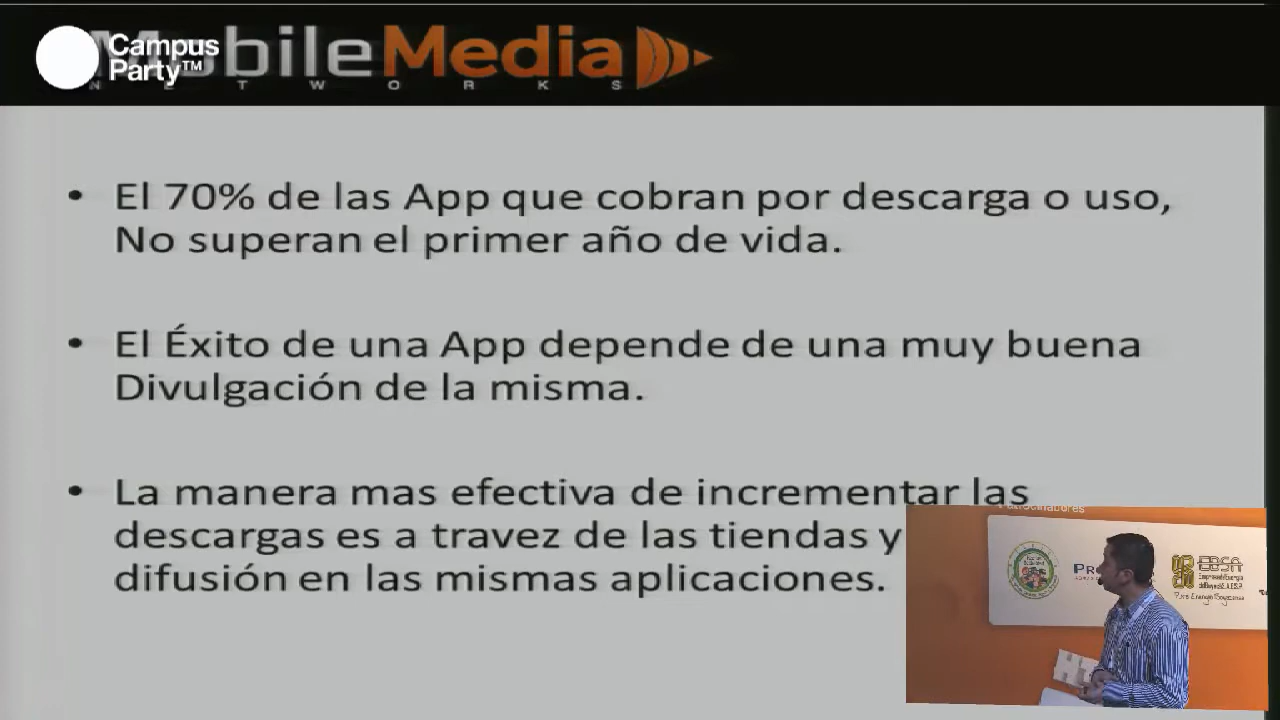 Campus
Party™
MobileMedia
NETWORKS
• El 70% de las App que cobran por descarga o uso,
No superan el primer año de vida.
• El Éxito de una App depende de una muy buena
Divulgación de la misma.
• La manera mas efectiva de incrementar las
descargas es a travez de las tiendas y
difusión en las mismas aplicaciones.
Patrocinadores
EBSA